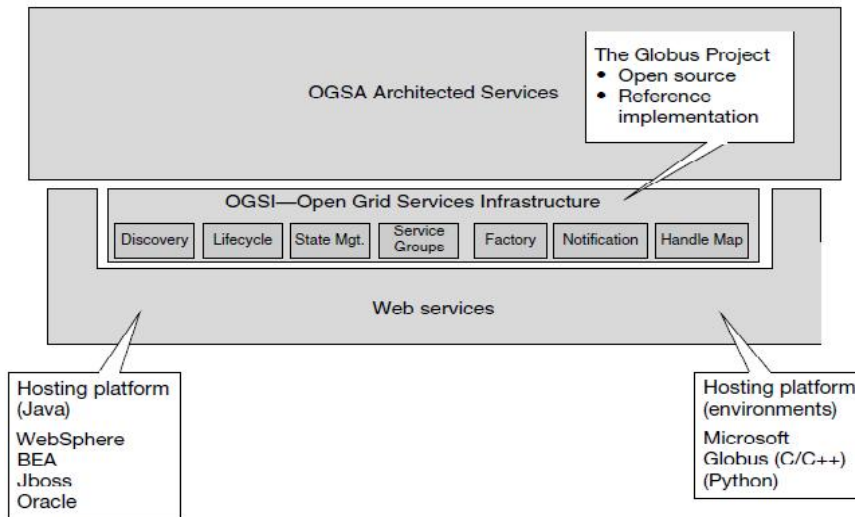 The Globus Project
• Open source
• Reference
implementation
OGSA Architected Services
OGSI—Open Grid Services Infrastructure
Discovery
Lifecycle
State Mgt.
Service
Groups
Factory
Notification
Handle Map
Web services
Hosting platform
(Java)
WebSphere
BEA
Jboss
Oracle
Hosting platform
(environments)
Microsoft
Globus (C/C++)
(Python)